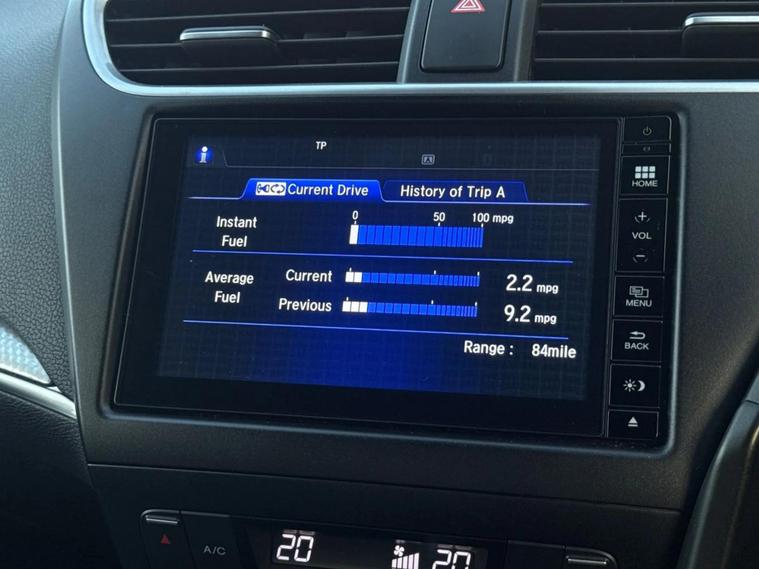 TP
Current Drive
History of Trip A
Instant Fuel
0 50 100 mpg
Average Fuel
Current 2.2 mpg
Previous 9.2 mpg
Range : 84mile
HOME
+
VOL
−
MENU
BACK
A/C
20
20